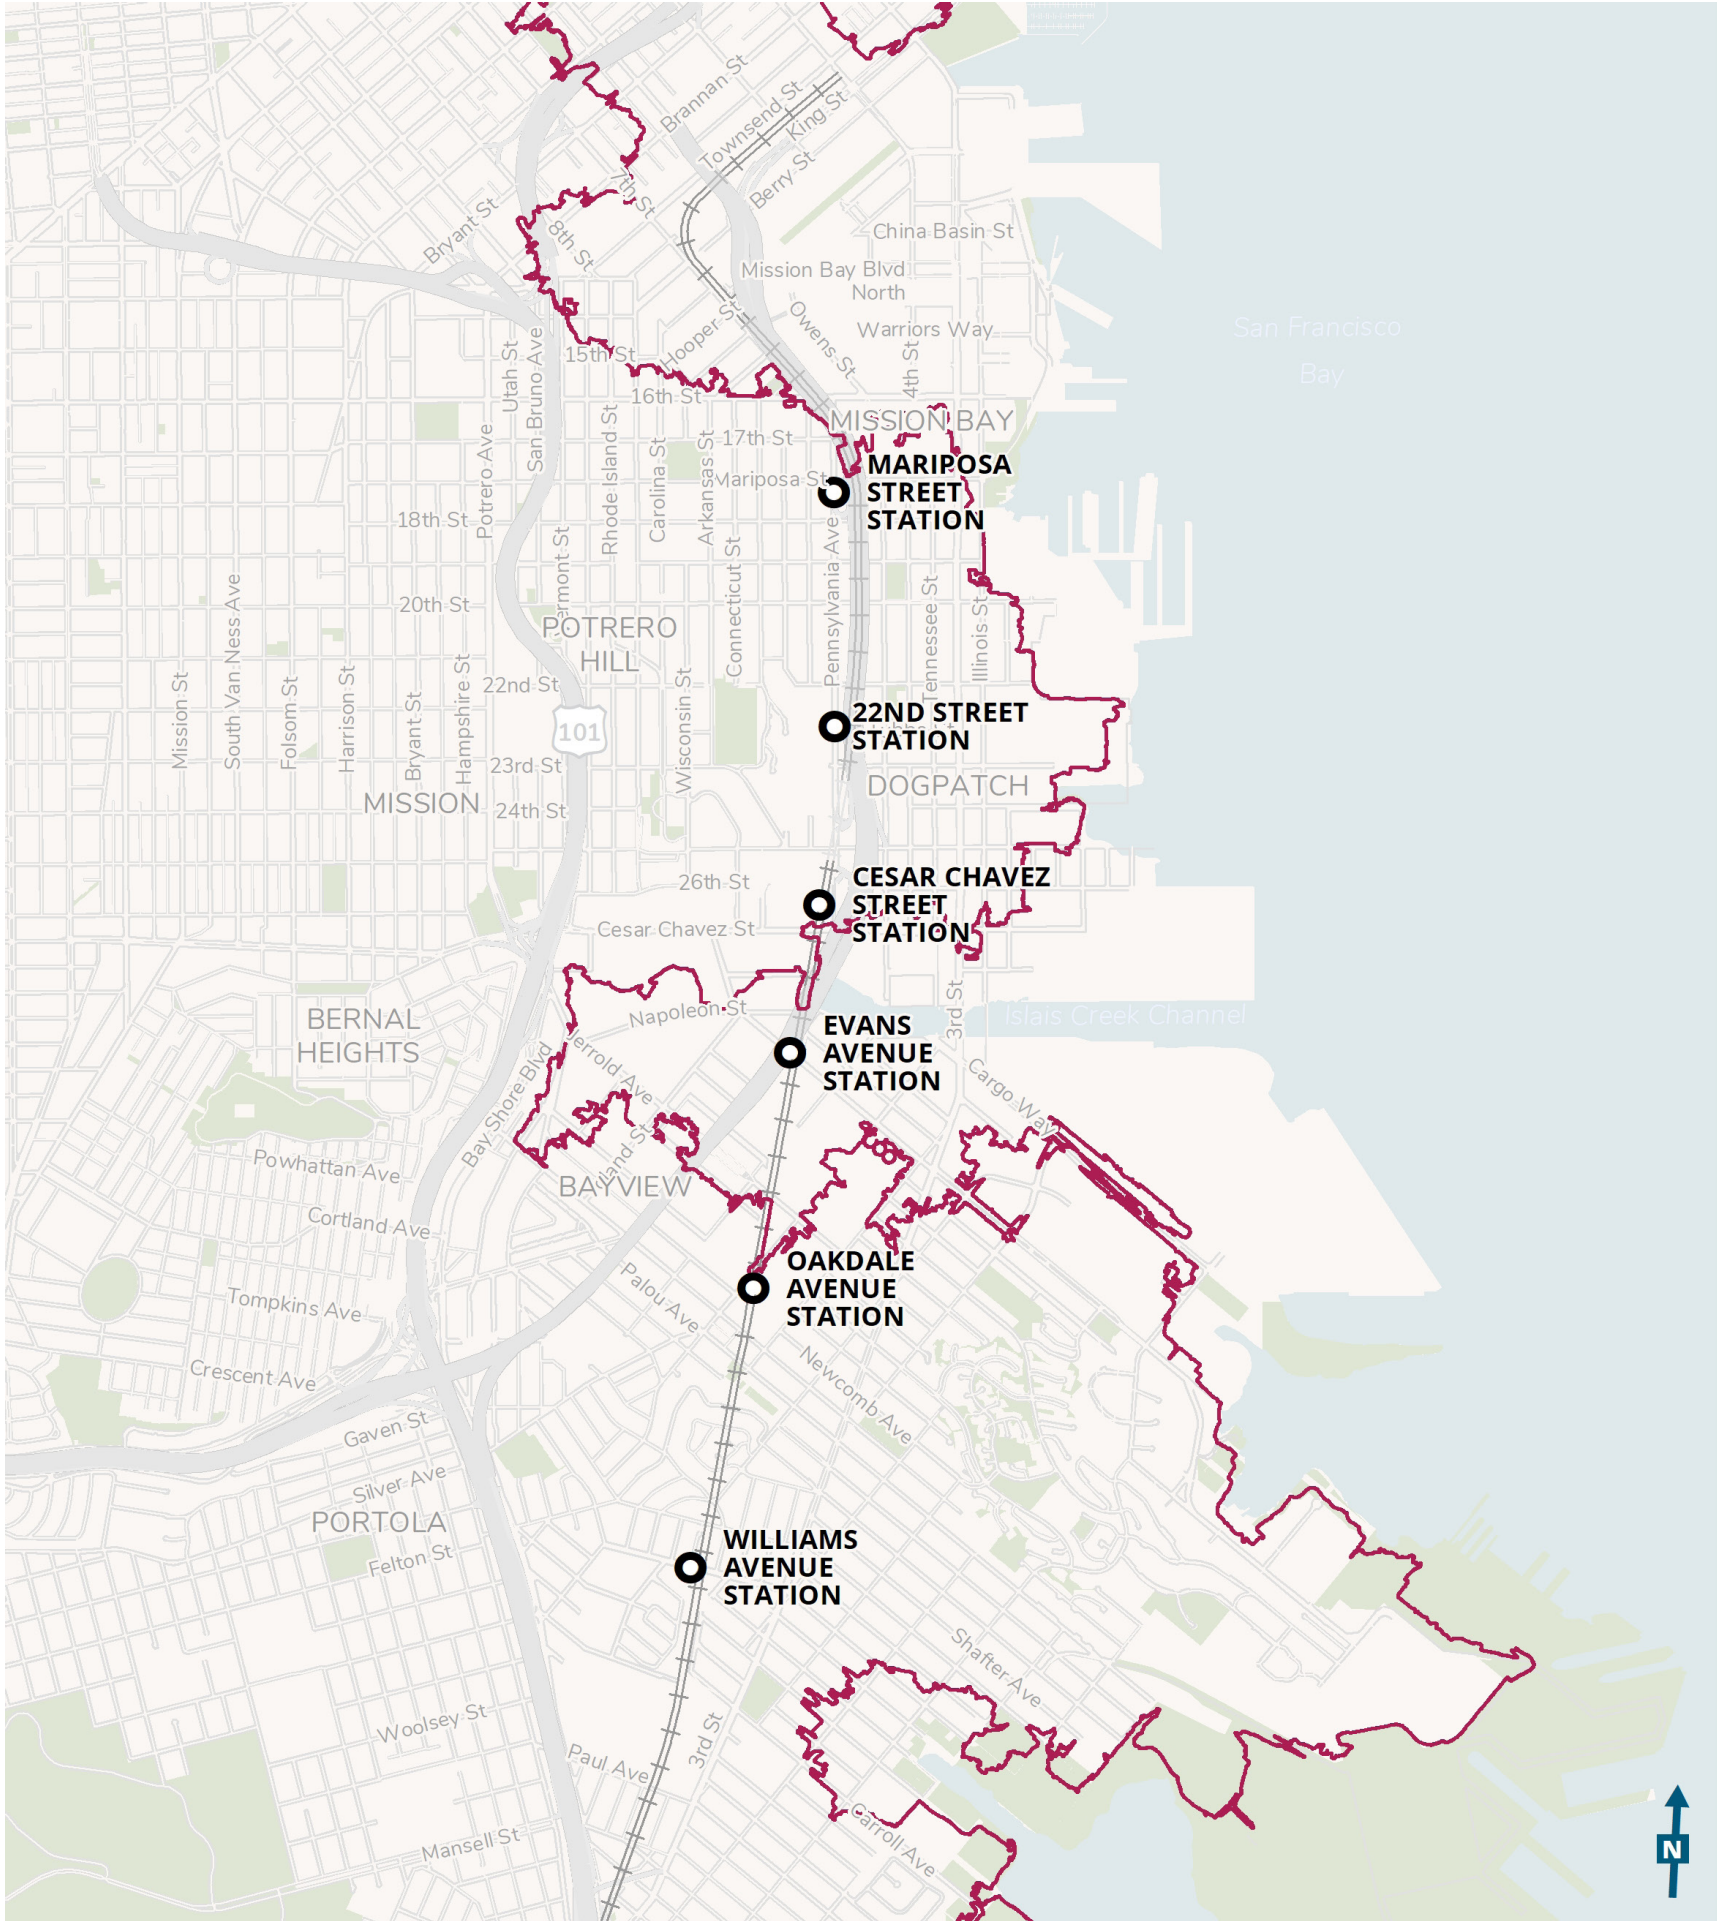 Brannan St
Townsend St
King St
Berry St
7th St
8th St
Bryant St
China Basin St
Mission Bay Blvd
North
Owens St
Warriors Way
Hooper St
4th St
San Francisco
Bay
15th St
16th St
Utah St
San Bruno Ave
MISSION BAY
17th St
Mariposa St
MARIPOSA
STREET
STATION
Potrero Ave
Rhode Island St
Carolina St
Arkansas St
18th St
Connecticut St
Pennsylvania Ave
Tennessee St
Illinois St
20th St
POTRERO
HILL
22nd St
Mission St
South Van Ness Ave
Folsom St
Harrison St
Bryant St
Hampshire St
Wisconsin St
101
22ND STREET
STATION
23rd St
DOGPATCH
MISSION
24th St
26th St
CESAR CHAVEZ
STREET
STATION
Cesar Chavez St
3rd St
Islais Creek Channel
Napoleon St
BERNAL
HEIGHTS
EVANS
AVENUE
STATION
Jerrold Ave
Bay Shore Blvd
Cargo Way
Powhattan Ave
BAYVIEW
Cortland Ave
OAKDALE
AVENUE
STATION
Palou Ave
Tompkins Ave
Crescent Ave
Newcomb Ave
Gaven St
Silver Ave
PORTOLA
Felton St
WILLIAMS
AVENUE
STATION
Shafter Ave
Woolsey St
3rd St
Paul Ave
Carroll Ave
Mansell St
N